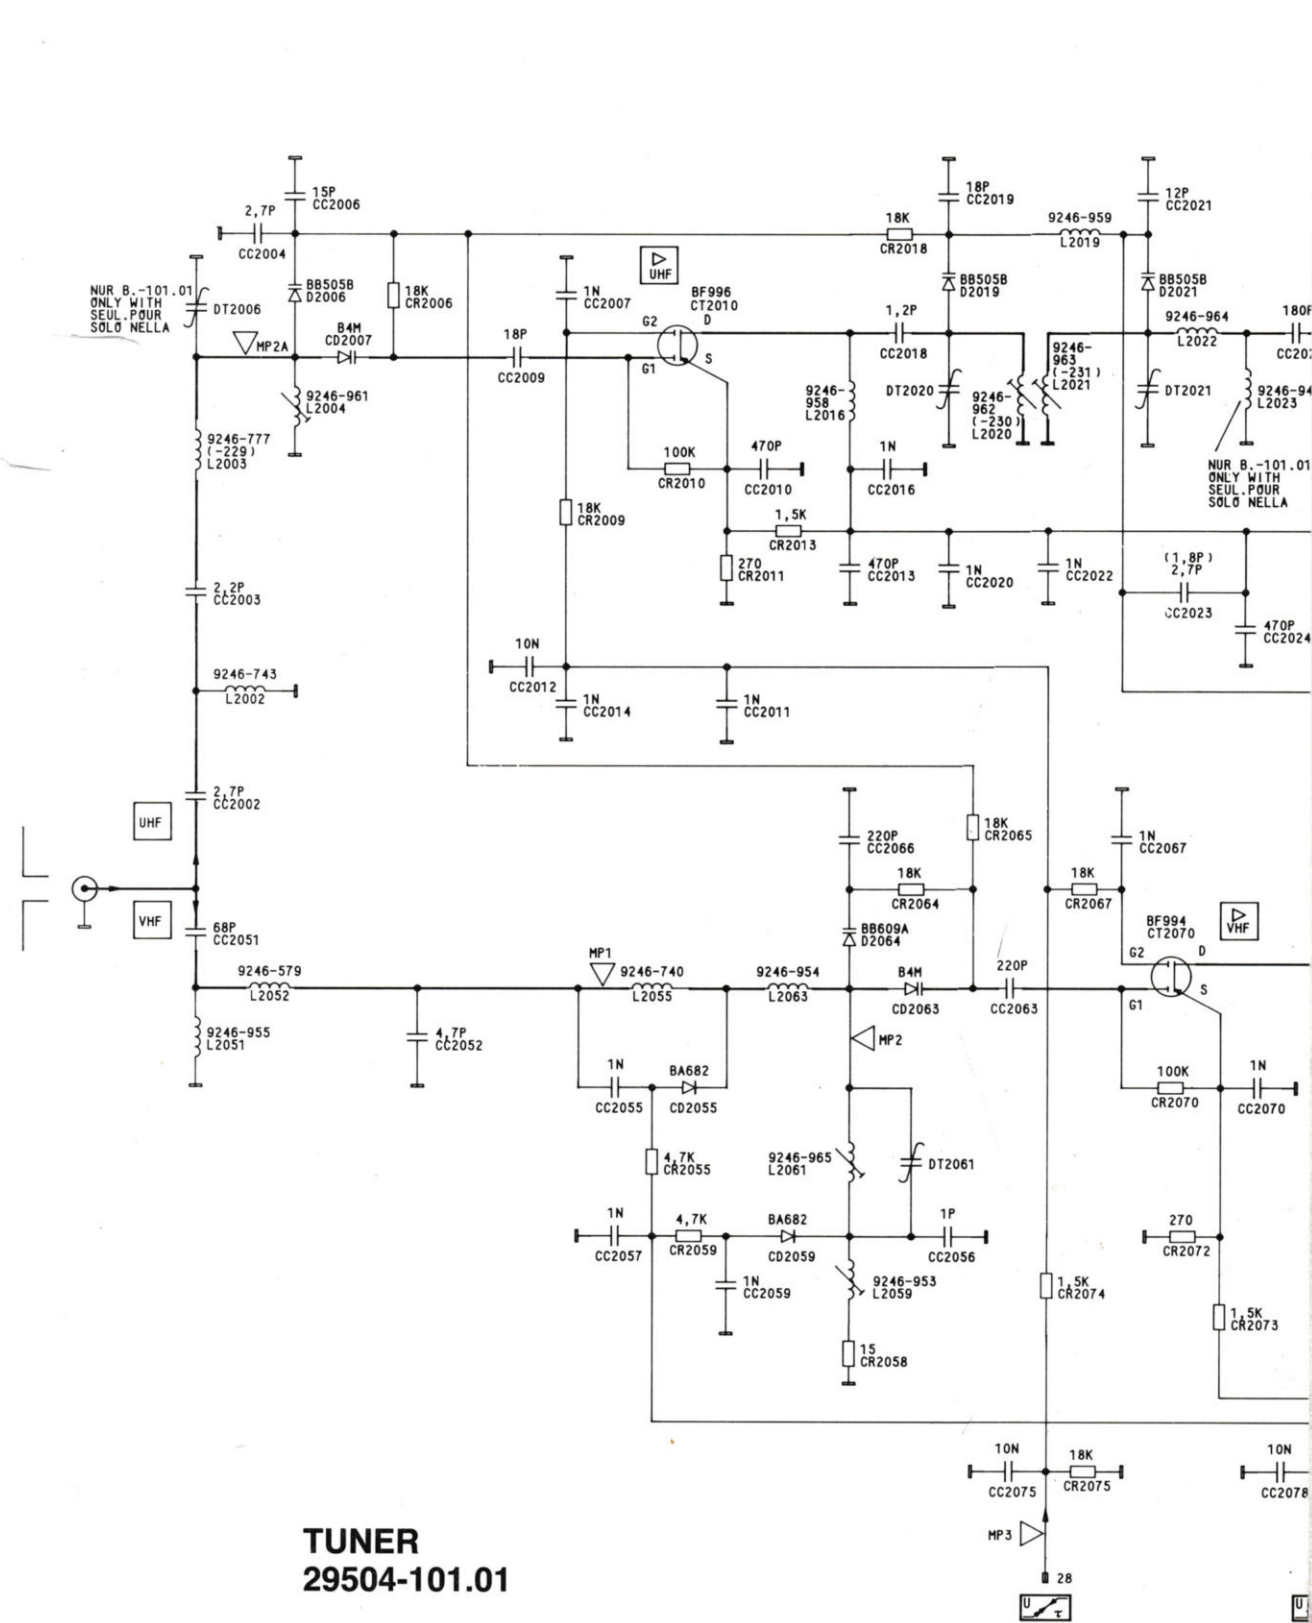 15P
CC2006
2,7P
CC2004
18P
CC2019
18K
CR2018
9246-959
L2019
12P
CC2021
NUR B.-101.01
ONLY WITH
SEUL.POUR
SOLO NELLA
DT2006
BB505B
D2006
18K
CR2006
MP2A
B4M
CD2007
1N
CC2007
UHF
BF996
CT2010
G2
D
G1
S
18P
CC2009
BB505B
D2019
1,2P
CC2018
BB505B
D2021
9246-964
L2022
180P
9246-961
L2004
9246-
958
L2016
DT2020
9246-
962
(-230)
L2020
9246-
963
(-231)
L2021
DT2021
9246-94
L2023
9246-777
(-229)
L2003
100K
CR2010
470P
CC2010
1N
CC2016
NUR B.-101.01
ONLY WITH
SEUL.POUR
SOLO NELLA
18K
CR2009
1,5K
CR2013
270
CR2011
470P
CC2013
1N
CC2020
1N
CC2022
(1,8P)
2,7P
CC2023
470P
CC2024
2,2P
CC2003
10N
CC2012
9246-743
L2002
1N
CC2014
1N
CC2011
2,7P
CC2002
UHF
VHF
220P
CC2066
18K
CR2065
1N
CC2067
18K
CR2064
18K
CR2067
68P
CC2051
BB609A
D2064
BF994
CT2070
VHF
G2
D
G1
S
9246-579
L2052
MP1
9246-740
L2055
9246-954
L2063
B4M
CD2063
220P
CC2063
9246-955
L2051
4,7P
CC2052
MP2
1N
CC2055
BA682
CD2055
100K
CR2070
1N
CC2070
4,7K
CR2055
9246-965
L2061
DT2061
1N
CC2057
4,7K
CR2059
BA682
CD2059
1P
CC2056
270
CR2072
1N
CC2059
9246-953
L2059
1,5K
CR2074
1,5K
CR2073
15
CR2058
10N
CC2075
18K
CR2075
10N
CC2078
MP3
28
U
τ
U
TUNER
29504-101.01